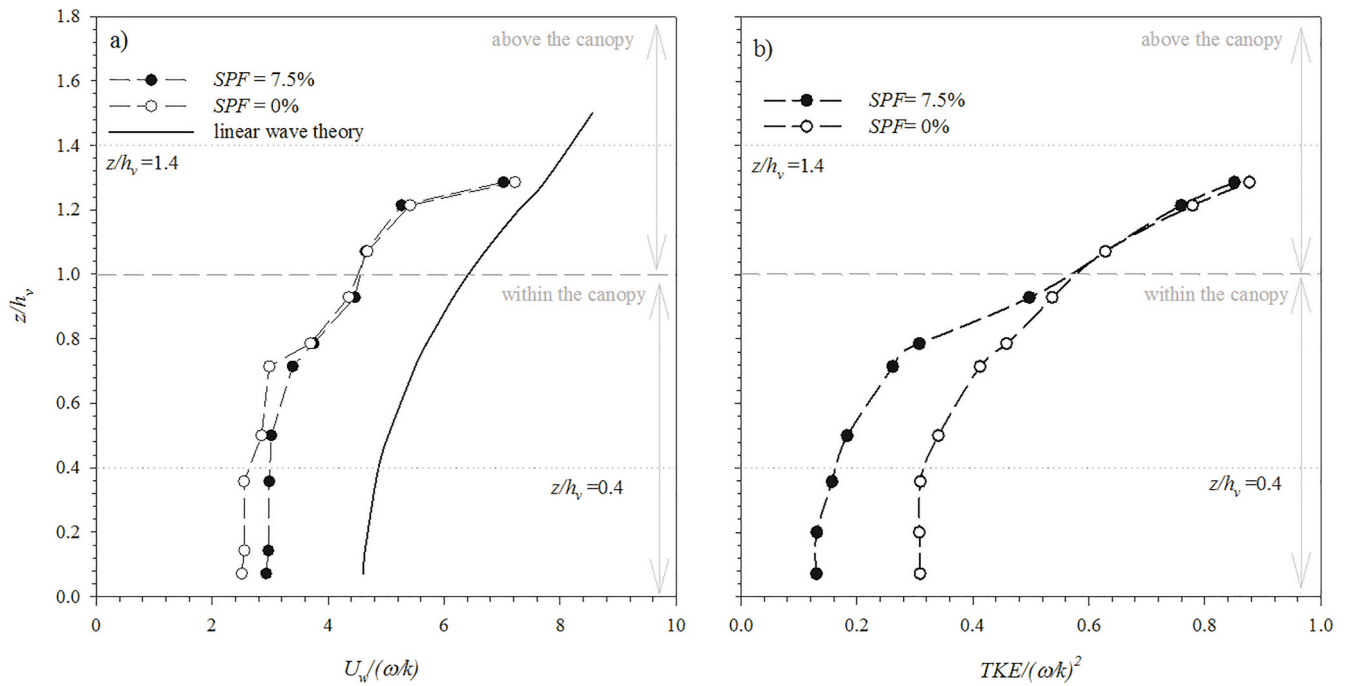 a)
above the canopy
SPF = 7.5%
SPF = 0%
linear wave theory
z/hᵥ=1.4
within the canopy
z/hᵥ=0.4
1.8
1.6
1.4
1.2
1.0
0.8
0.6
0.4
0.2
0.0
z/hᵥ
0 2 4 6 8 10
U_w/(ω/k)
b)
above the canopy
SPF= 7.5%
SPF= 0%
z/hᵥ=1.4
within the canopy
z/hᵥ=0.4
0.0 0.2 0.4 0.6 0.8 1.0
TKE/(ω/k)²